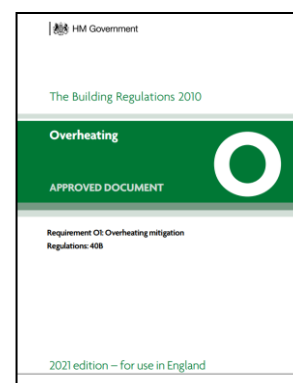 HM Government
The Building Regulations 2010
Overheating
O
APPROVED DOCUMENT
Requirement O1: Overheating mitigation
Regulations: 40B
2021 edition – for use in England